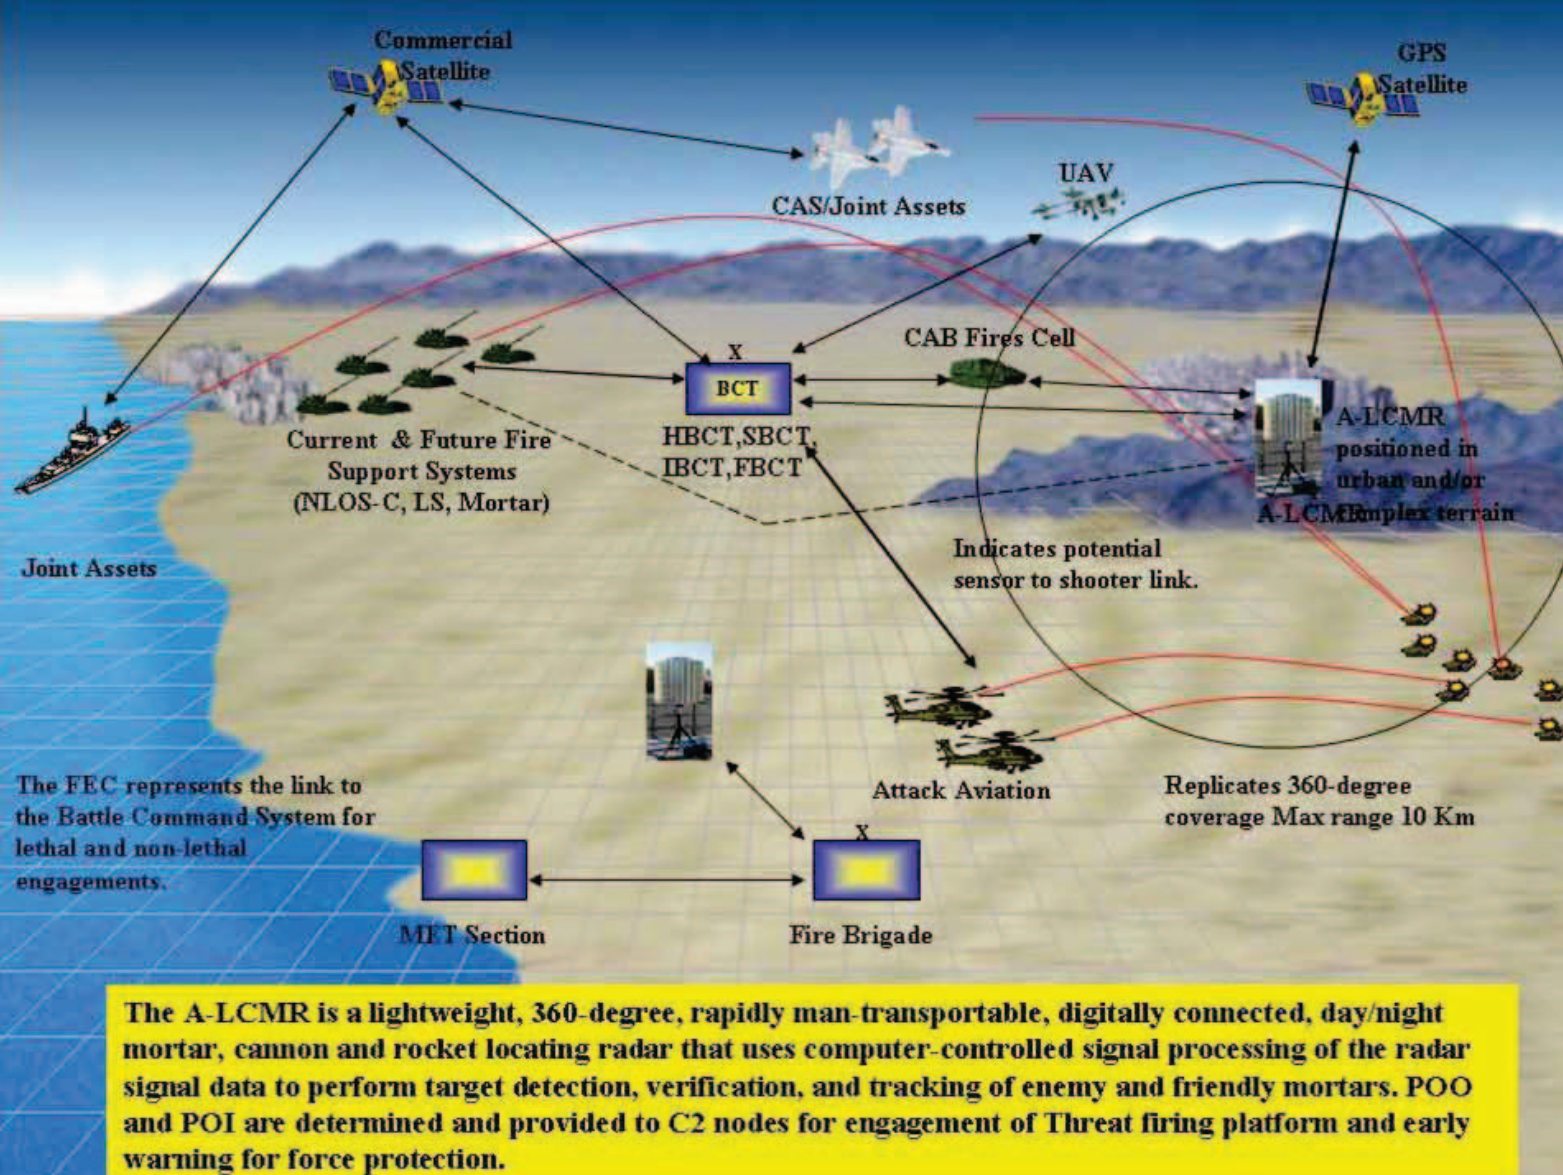 Commercial
Satellite
GPS
Satellite
UAV
CAS/Joint Assets
CAB Fires Cell
X
BCT
HBCT,SBCT,
IBCT,FBCT
Current & Future Fire
Support Systems
(NLOS-C, LS, Mortar)
A-LCMR
positioned in
urban and/or
complex terrain
A-LCMR
Indicates potential
sensor to shooter link.
Joint Assets
Attack Aviation
Replicates 360-degree
coverage Max range 10 Km
The FEC represents the link to
the Battle Command System for
lethal and non-lethal
engagements.
X
MET Section
Fire Brigade
The A-LCMR is a lightweight, 360-degree, rapidly man-transportable, digitally connected, day/night
mortar, cannon and rocket locating radar that uses computer-controlled signal processing of the radar
signal data to perform target detection, verification, and tracking of enemy and friendly mortars. POO
and POI are determined and provided to C2 nodes for engagement of Threat firing platform and early
warning for force protection.